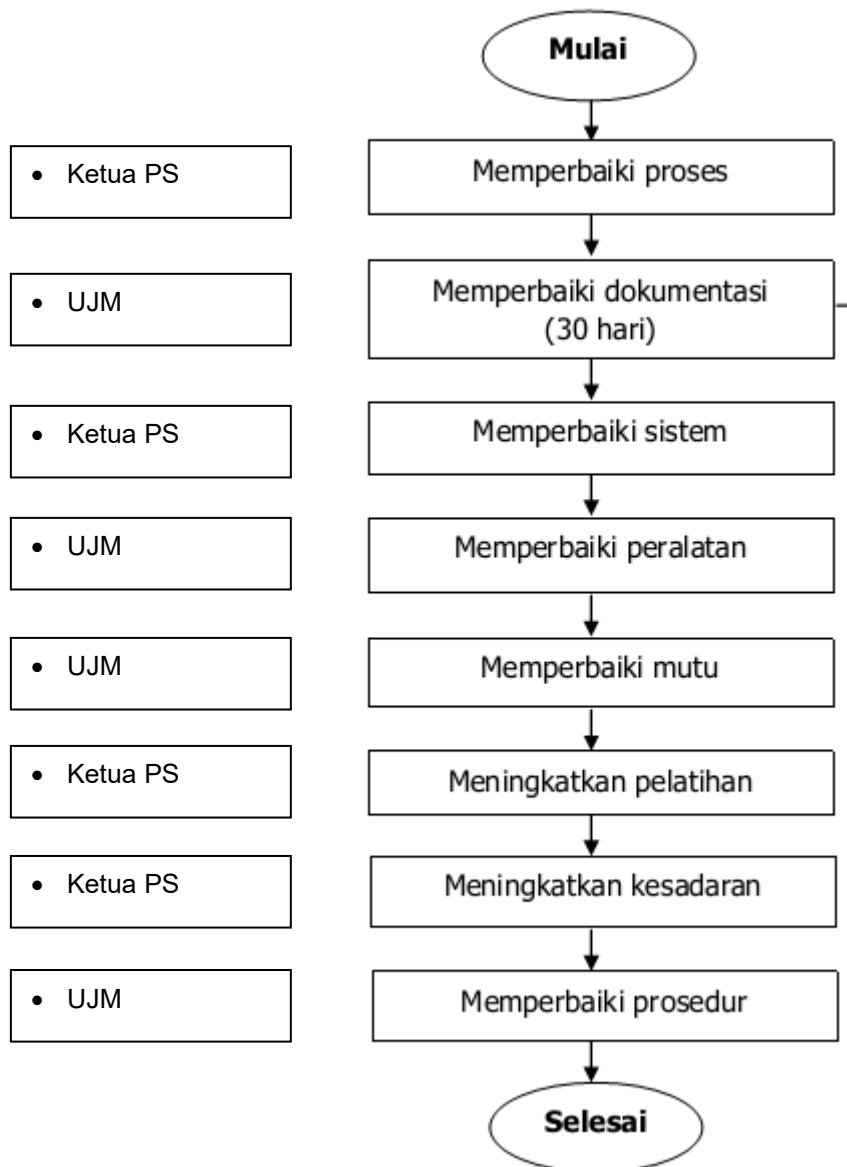 Mulai
• Ketua PS
Memperbaiki proses
• UJM
Memperbaiki dokumentasi
(30 hari)
• Ketua PS
Memperbaiki sistem
• UJM
Memperbaiki peralatan
• UJM
Memperbaiki mutu
• Ketua PS
Meningkatkan pelatihan
• Ketua PS
Meningkatkan kesadaran
• UJM
Memperbaiki prosedur
Selesai